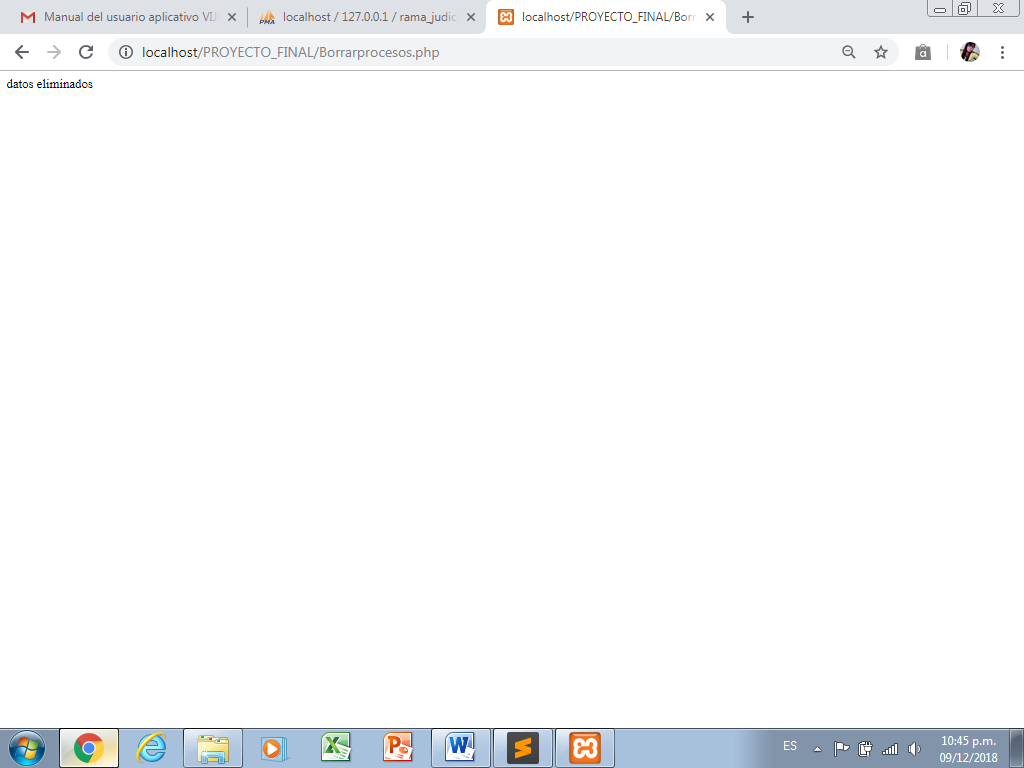 Manual del usuario aplicativo VI
localhost / 127.0.0.1 / rama_judic
localhost/PROYECTO_FINAL/Borr
localhost/PROYECTO_FINAL/Borrarprocesos.php
datos eliminados
ES
10:45 p.m.
09/12/2018